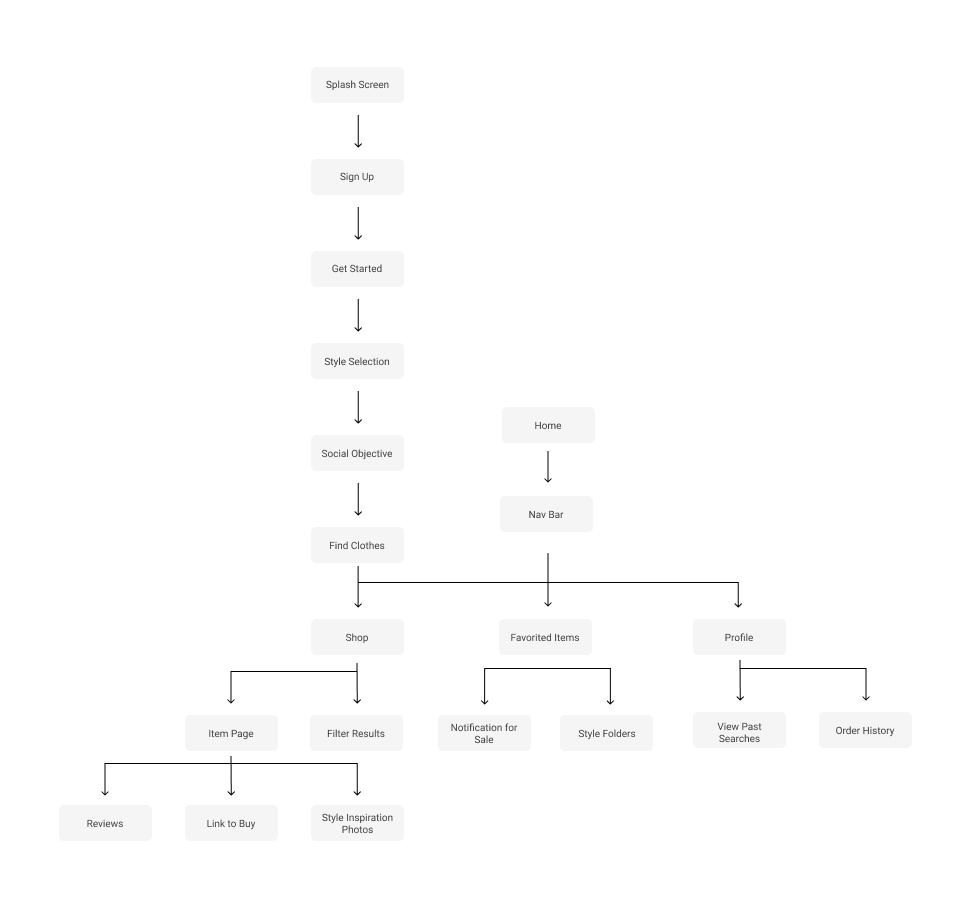 Splash Screen
Sign Up
Get Started
Style Selection
Home
Social Objective
Nav Bar
Find Clothes
Shop
Favorited Items
Profile
Item Page
Filter Results
Notification for
Sale
Style Folders
View Past
Searches
Order History
Reviews
Link to Buy
Style Inspiration
Photos